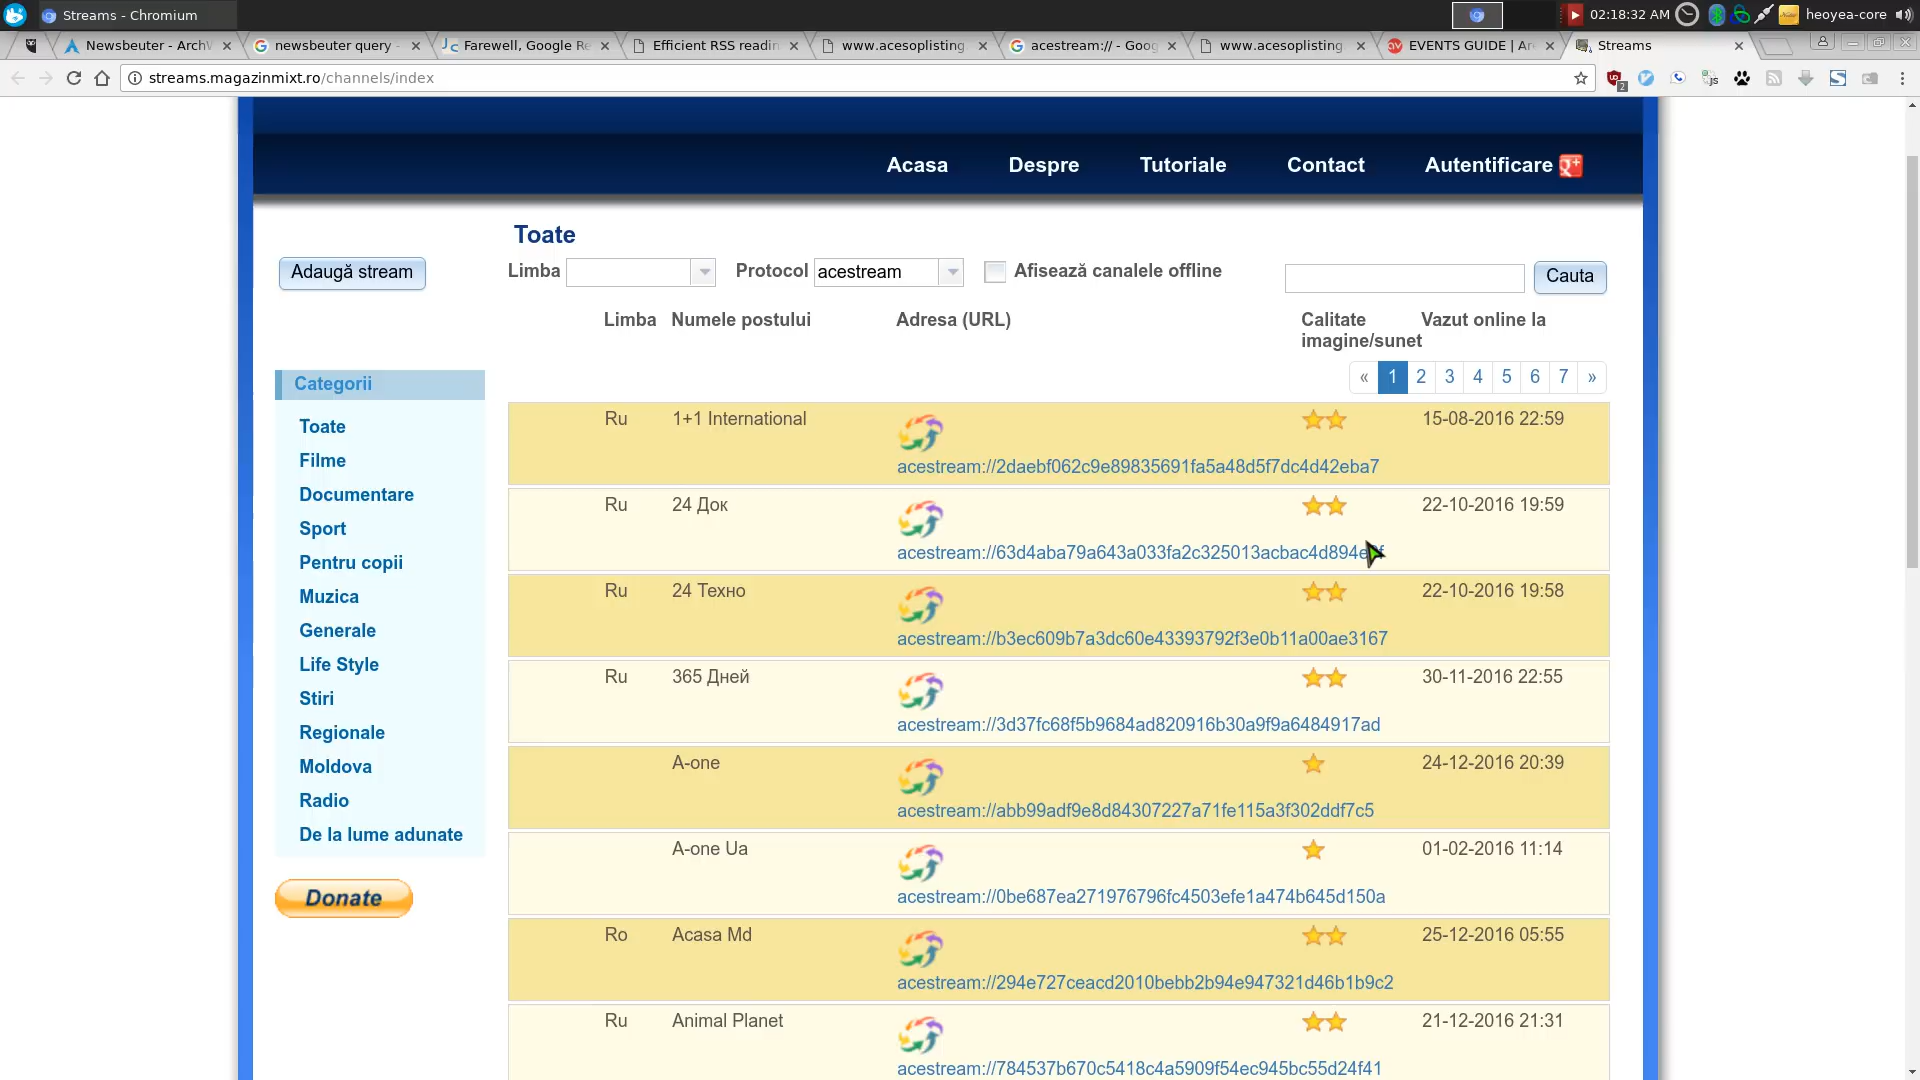 Streams - Chromium
02:18:32 AM
heoyea-core
Newsbeuter - ArchW
newsbeuter query -
Farewell, Google Re
Efficient RSS readin
www.acesoplisting
acestream:// - Goog
www.acesoplisting
EVENTS GUIDE | Ar
Streams
streams.magazinmixt.ro/channels/index
Acasa
Despre
Tutoriale
Contact
Autentificare
Toate
Adaugă stream
Limba
Protocol
acestream
Afisează canalele offline
Cauta
Limba
Numele postului
Adresa (URL)
Calitate
imagine/sunet
Vazut online la
« 1 2 3 4 5 6 7 »
Categorii
Toate
Filme
Documentare
Sport
Pentru copii
Muzica
Generale
Life Style
Stiri
Regionale
Moldova
Radio
De la lume adunate
Donate
Ru 1+1 International 15-08-2016 22:59
acestream://2daebf062c9e89835691fa5a48d5f7dc4d42eba7
Ru 24 Док 22-10-2016 19:59
Ru 24 Техно 22-10-2016 19:58
acestream://b3ec609b7a3dc60e43393792f3e0b11a00ae3167
Ru 365 Дней 30-11-2016 22:55
acestream://3d37fc68f5b9684ad820916b30a9f9a6484917ad
A-one 24-12-2016 20:39
acestream://abb99adf9e8d84307227a71fe115a3f302ddf7c5
A-one Ua 01-02-2016 11:14
acestream://0be687ea271976796fc4503efe1a474b645d150a
Ro Acasa Md 25-12-2016 05:55
acestream://294e727ceacd2010bebb2b94e947321d46b1b9c2
Ru Animal Planet 21-12-2016 21:31
acestream://784537b670c5418c4a5909f54ec945bc55d24f41